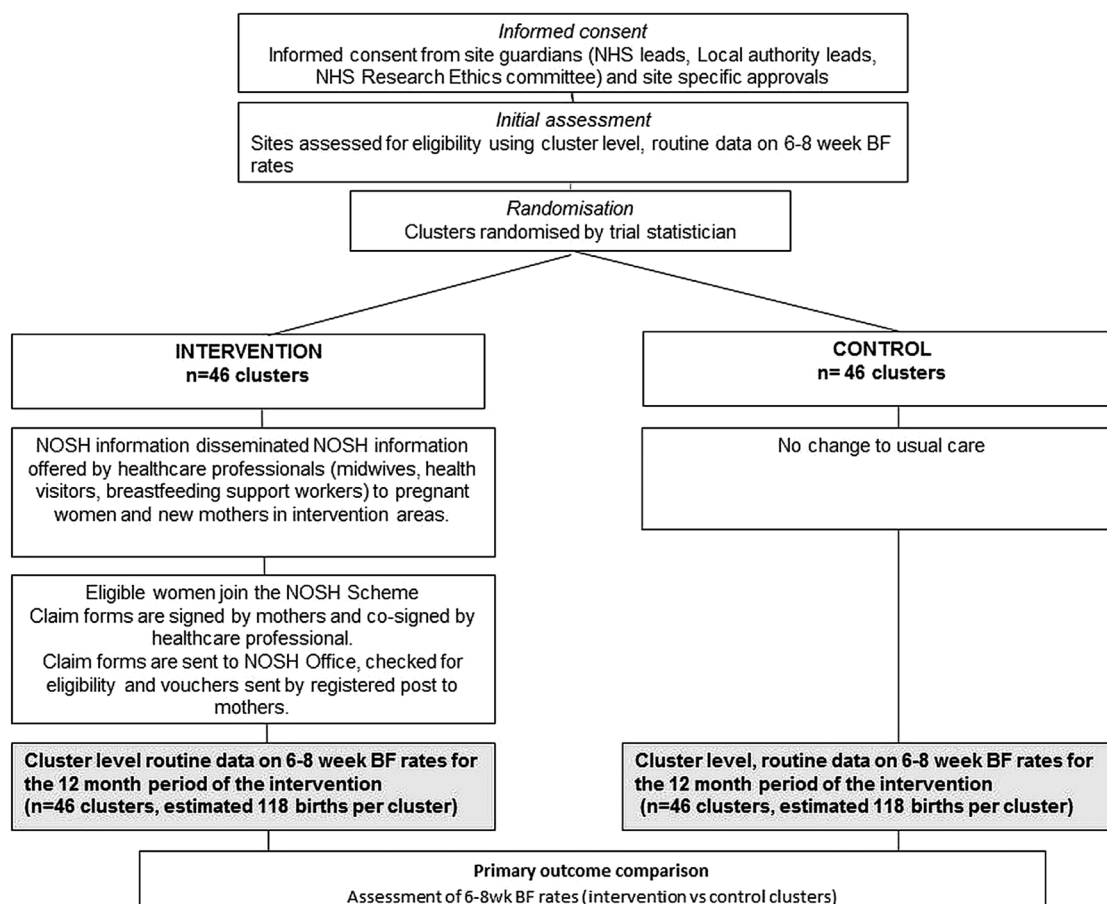 Informed consent
Informed consent from site guardians (NHS leads, Local authority leads,
NHS Research Ethics committee) and site specific approvals
Initial assessment
Sites assessed for eligibility using cluster level, routine data on 6-8 week BF
rates
Randomisation
Clusters randomised by trial statistician
INTERVENTION
n=46 clusters
NOSH information disseminated NOSH information
offered by healthcare professionals (midwives, health
visitors, breastfeeding support workers) to pregnant
women and new mothers in intervention areas.
Eligible women join the NOSH Scheme
Claim forms are signed by mothers and co-signed by
healthcare professional.
Claim forms are sent to NOSH Office, checked for
eligibility and vouchers sent by registered post to
mothers.
Cluster level routine data on 6-8 week BF rates for
the 12 month period of the intervention
(n=46 clusters, estimated 118 births per cluster)
CONTROL
n= 46 clusters
No change to usual care
Cluster level, routine data on 6-8 week BF rates for
the 12 month period of the intervention
(n=46 clusters, estimated 118 births per cluster)
Primary outcome comparison
Assessment of 6-8wk BF rates (intervention vs control clusters)